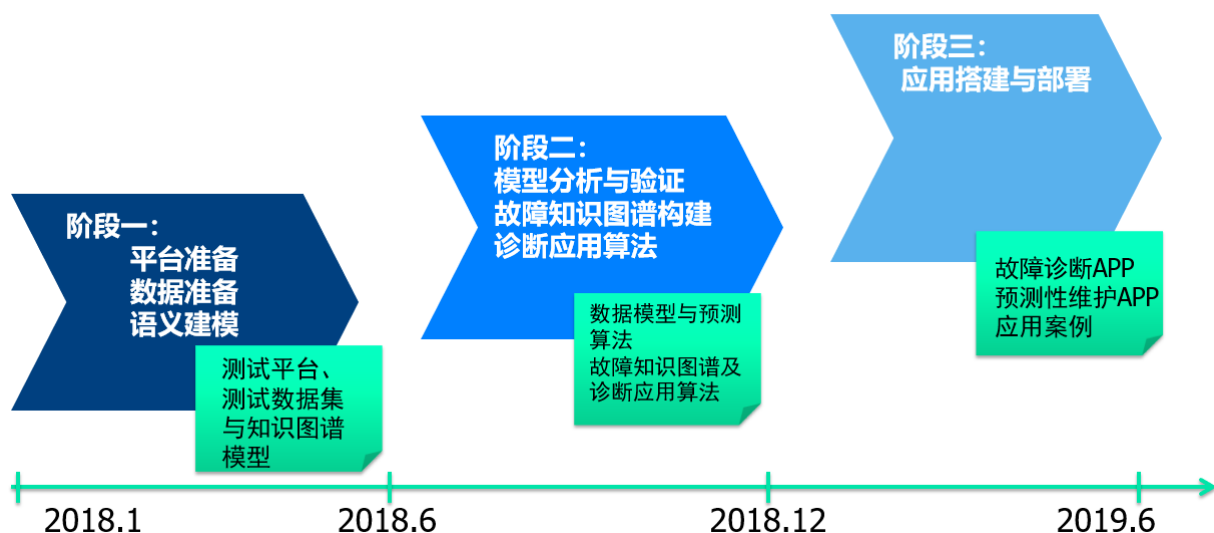 阶段一：
平台准备
数据准备
语义建模
测试平台、
测试数据集
与知识图谱
模型
阶段二：
模型分析与验证
故障知识图谱构建
诊断应用算法
数据模型与预测
算法
故障知识图谱及
诊断应用算法
阶段三：
应用搭建与部署
故障诊断APP
预测性维护APP
应用案例
2018.1
2018.6
2018.12
2019.6